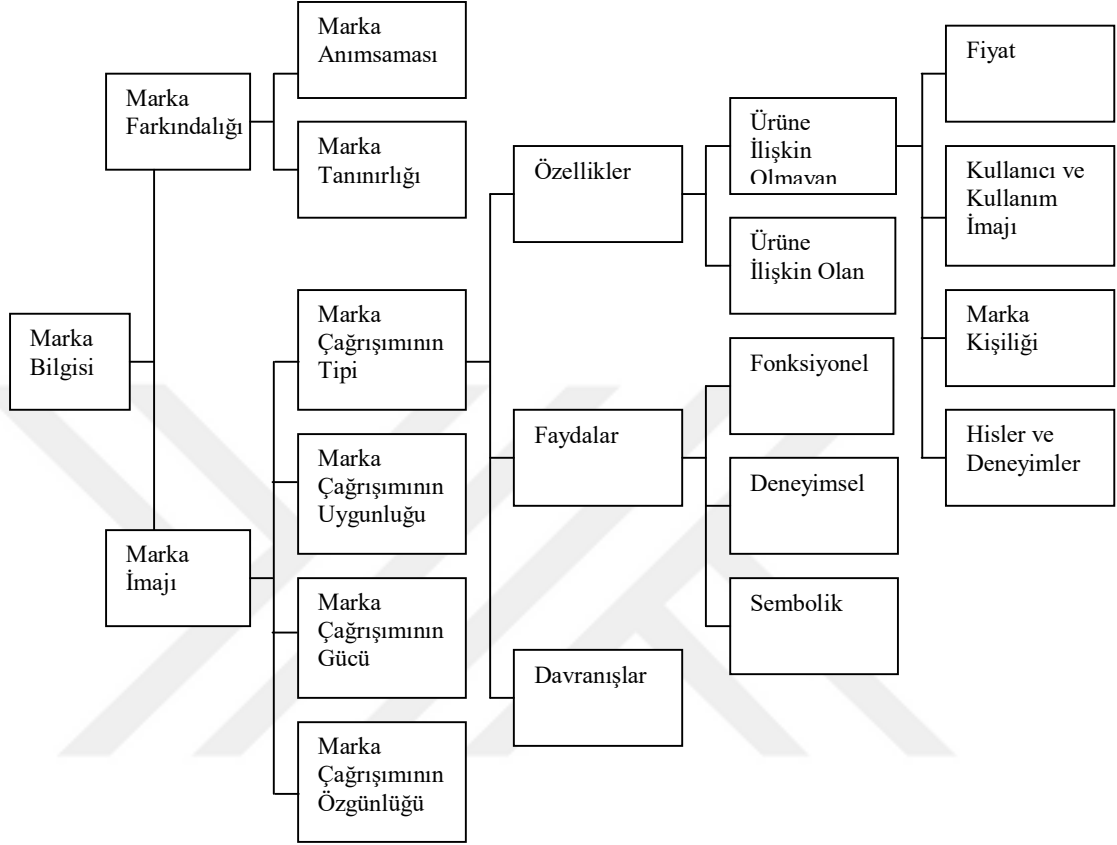 Marka
Bilgisi
Marka
Farkındalığı
Marka
İmajı
Marka
Anımsaması
Marka
Tanınırlığı
Marka
Çağrışımının
Tipi
Marka
Çağrışımının
Uygunluğu
Marka
Çağrışımının
Gücü
Marka
Çağrışımının
Özgünlüğü
Özellikler
Faydalar
Davranışlar
Ürüne
İlişkin
Olmayan
Ürüne
İlişkin Olan
Fonksiyonel
Deneyimsel
Sembolik
Fiyat
Kullanıcı ve
Kullanım
İmajı
Marka
Kişiliği
Hisler ve
Deneyimler